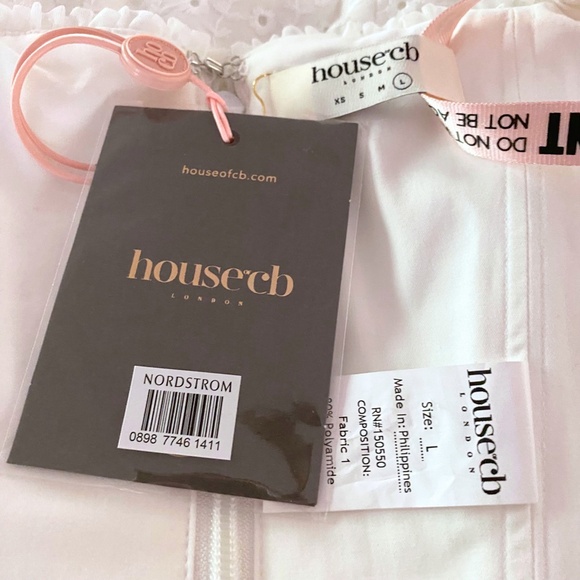 house of cb
LONDON
XS S M L
DO NOT
NOT BE A
NT
houseofcb.com
house of cb
LONDON
NORDSTROM
0898 7746 1411
house of cb
LONDON
Size: L
Made In: Philippines
RN#150550
COMPOSITION:
Fabric 1
Polyamide